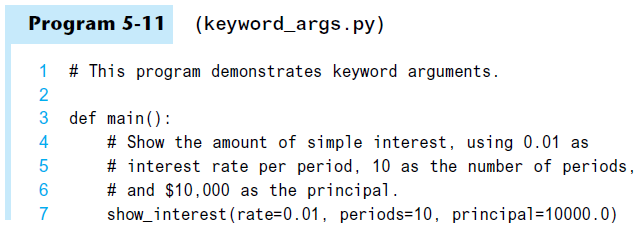 Program 5-11 (keyword_args.py)
1 # This program demonstrates keyword arguments.
2
3 def main():
4     # Show the amount of simple interest, using 0.01 as
5     # interest rate per period, 10 as the number of periods,
6     # and $10,000 as the principal.
7     show_interest(rate=0.01, periods=10, principal=10000.0)